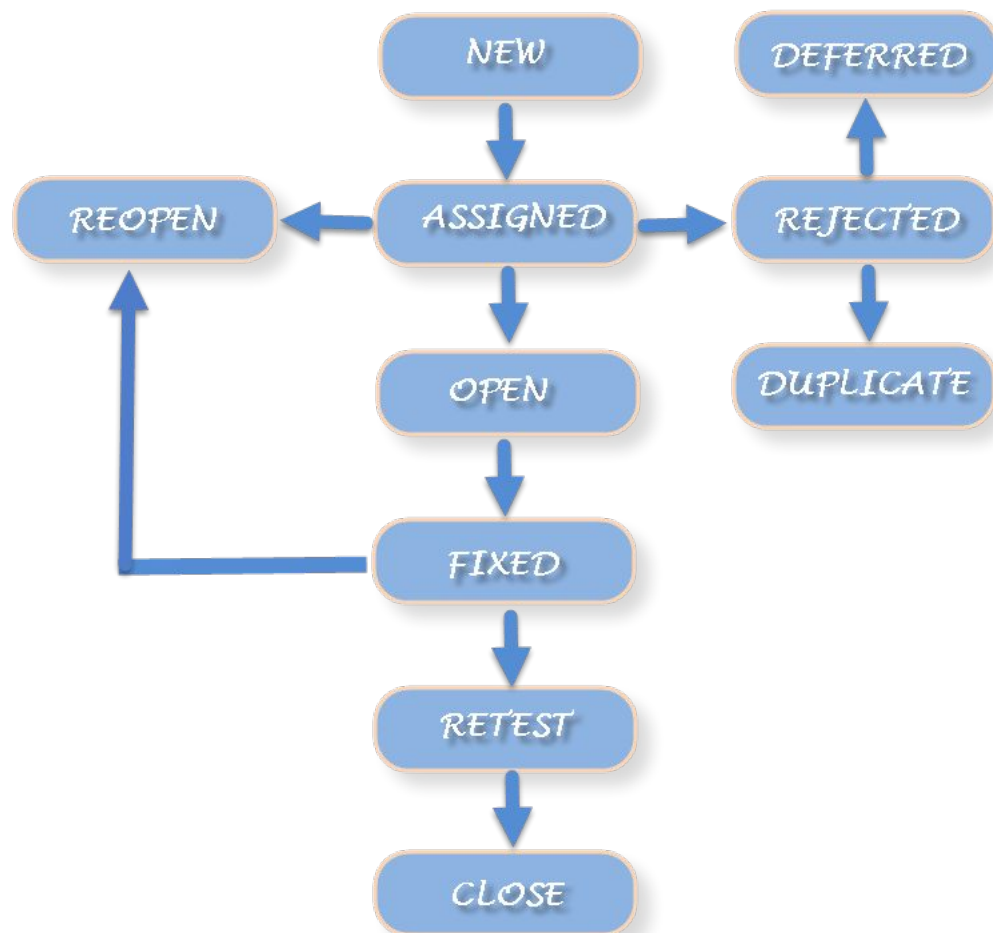 NEW
DEFERRED
REOPEN
ASSIGNED
REJECTED
OPEN
DUPLICATE
FIXED
RETEST
CLOSE